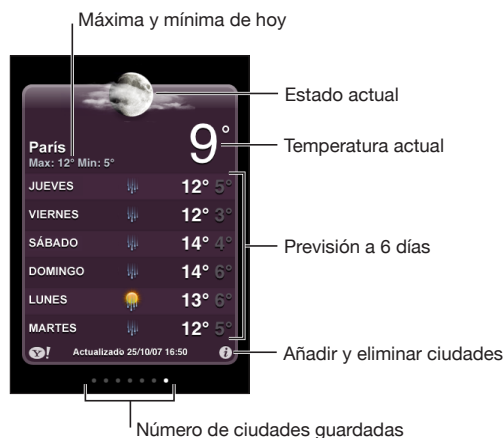 Máxima y mínima de hoy
Estado actual
9°
Temperatura actual
París
Max: 12° Min: 5°
JUEVES 12° 5°
VIERNES 12° 3°
SÁBADO 14° 4°
Previsión a 6 días
DOMINGO 14° 6°
LUNES 13° 6°
MARTES 12° 5°
Y! Actualizado 25/10/07 16:50 i
Añadir y eliminar ciudades
Número de ciudades guardadas